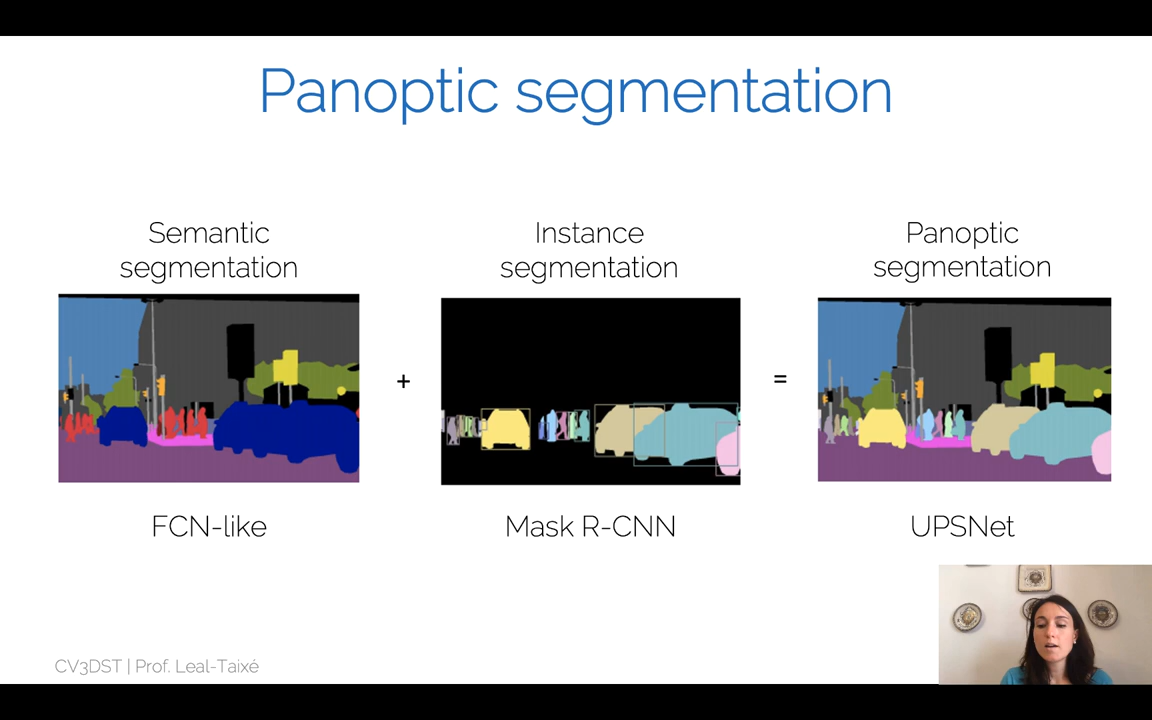 Panoptic segmentation
Semantic
segmentation
Instance
segmentation
Panoptic
segmentation
+
=
FCN-like
Mask R-CNN
UPSNet
CV3DST | Prof. Leal-Taixé